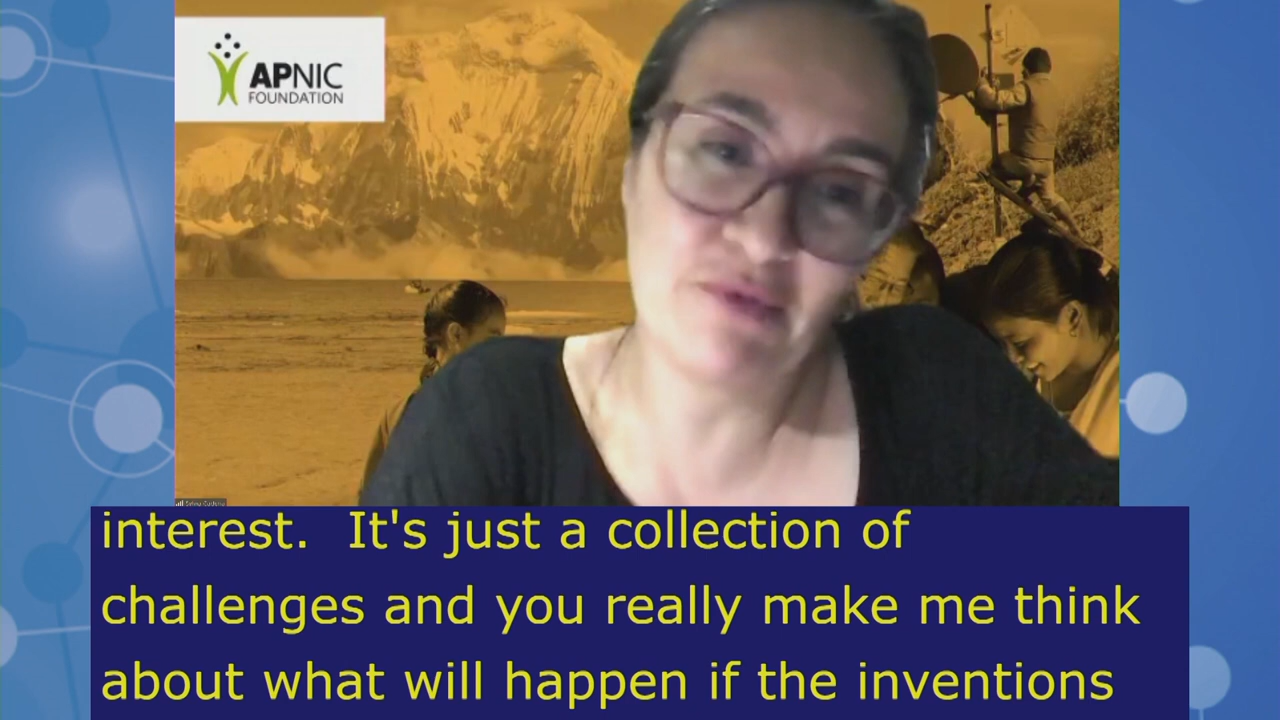 APNIC
FOUNDATION
interest.  It's just a collection of
challenges and you really make me think
about what will happen if the inventions